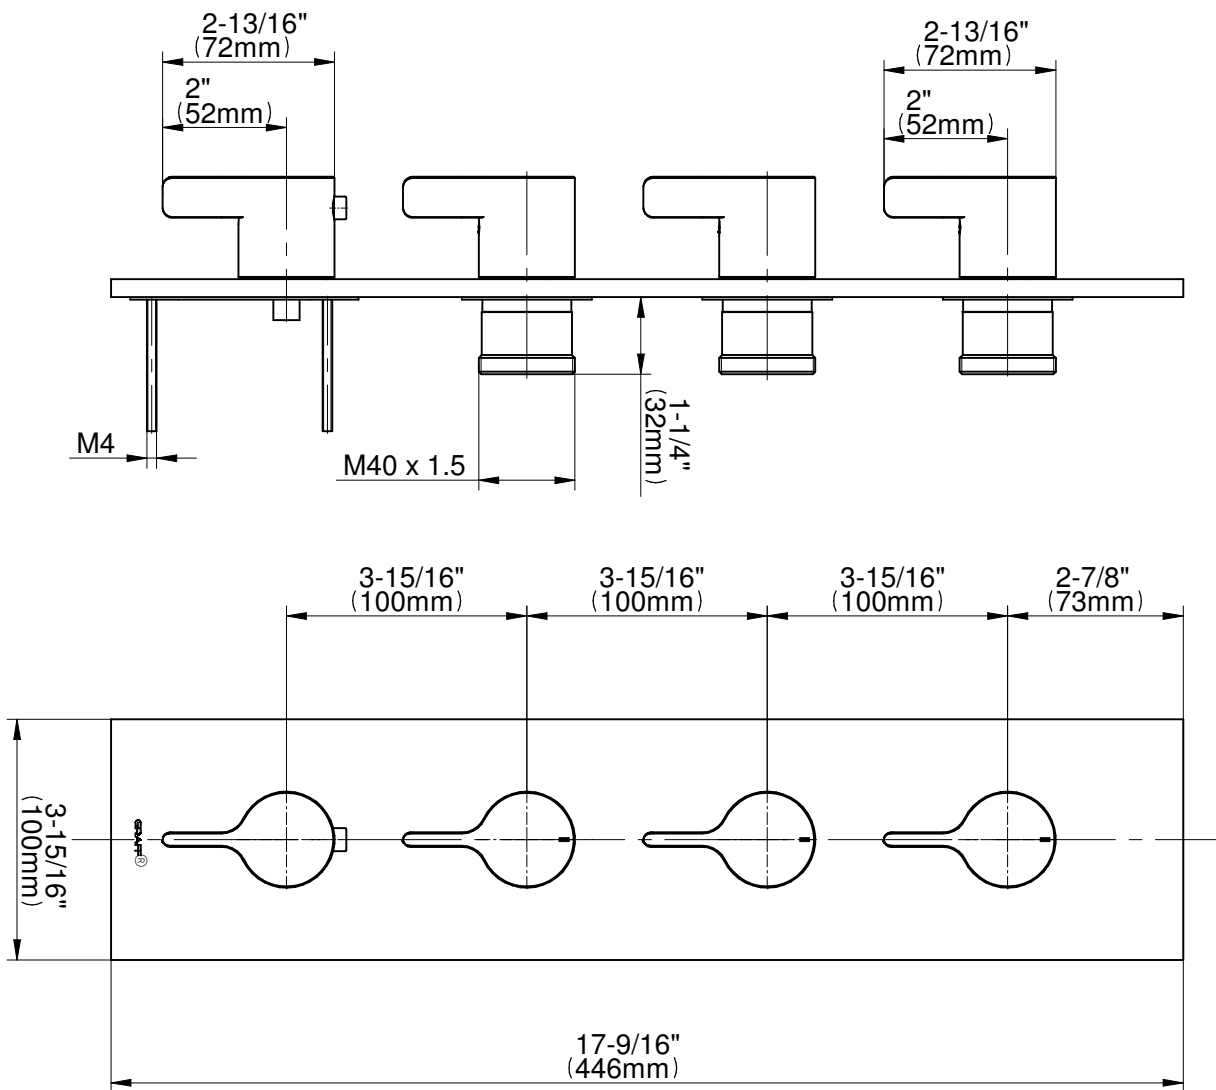 2-13/16"
(72mm)
2"
(52mm)
2-13/16"
(72mm)
2"
(52mm)
M4
M40 x 1.5
1-1/4"
(32mm)
3-15/16"
(100mm)
3-15/16"
(100mm)
3-15/16"
(100mm)
2-7/8"
(73mm)
3-15/16"
(100mm)
GRAFF®
17-9/16"
(446mm)